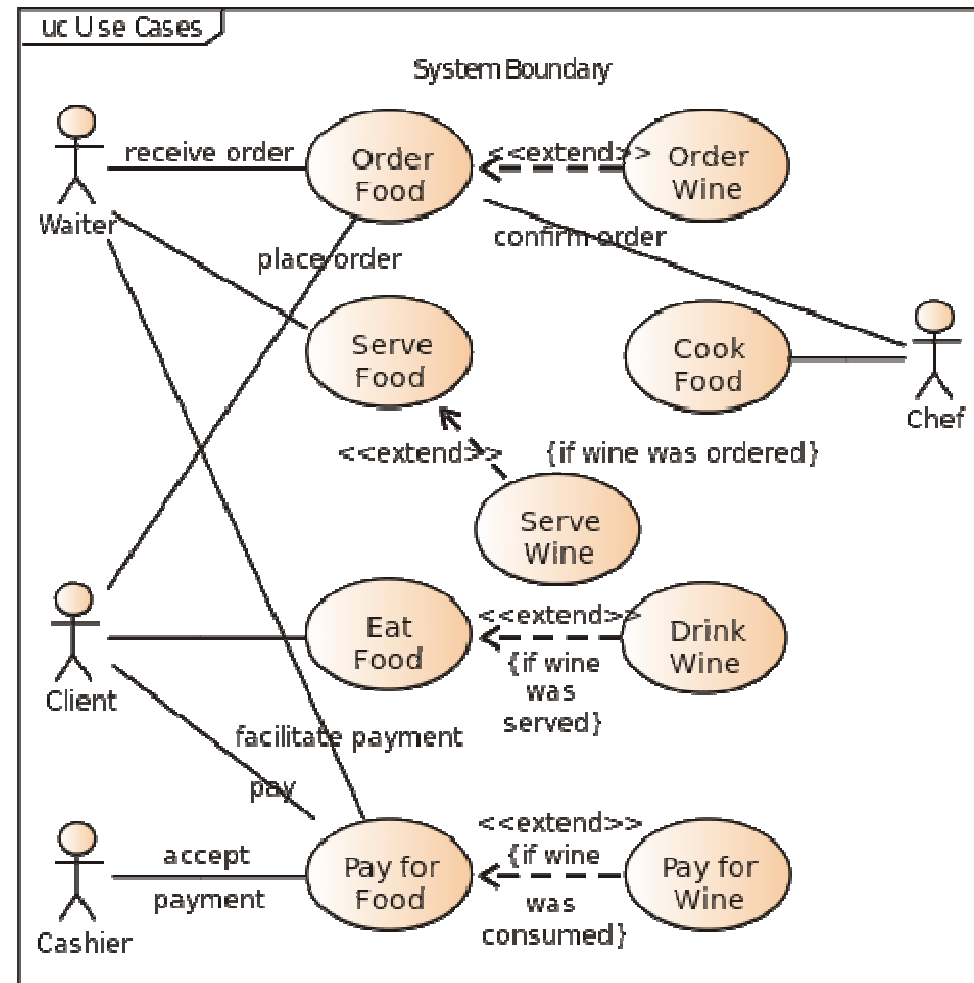 uc Use Cases
System Boundary
receive order
Order
Food
<<extend>>
Order
Wine
Waiter
confirm order
place order
Serve
Food
Cook
Food
Chef
<<extend>>
{if wine was ordered}
Serve
Wine
Eat
Food
<<extend>>
{if wine
was
served}
Drink
Wine
Client
facilitate payment
pay
accept
payment
Pay for
Food
<<extend>>
{if wine
was
consumed}
Pay for
Wine
Cashier